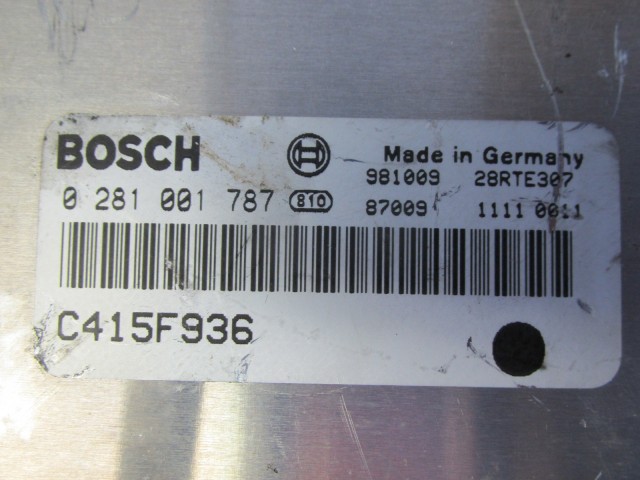 BOSCH Made in Germany
981009 28RTE307
0 281 001 787 810
87009 1111 0011
C415F936